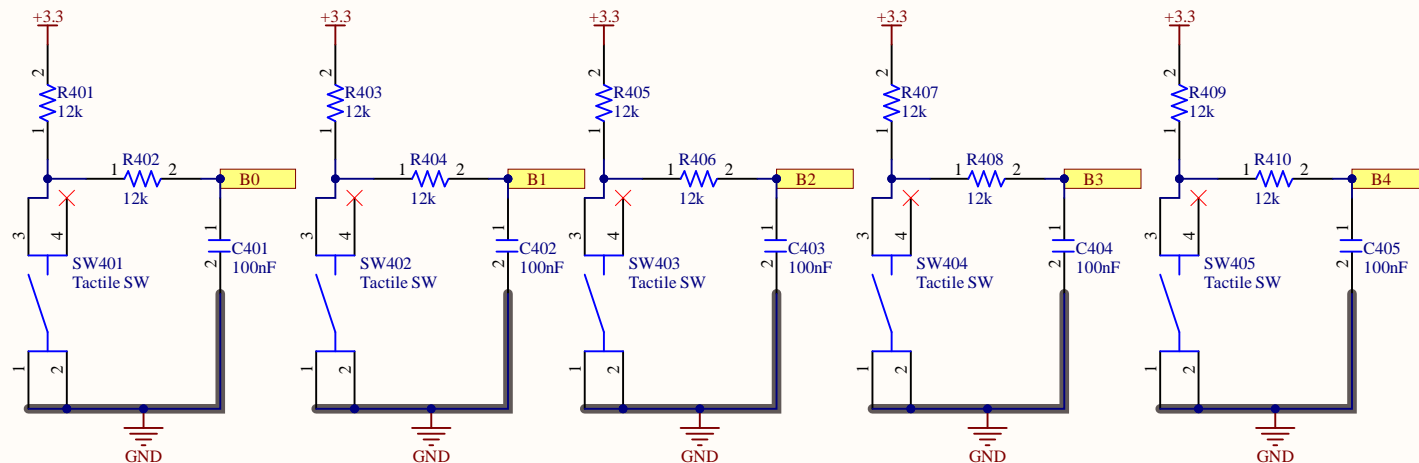 +3.3 +3.3 +3.3 +3.3 +3.3
2 2 2 2 2
R401 R403 R405 R407 R409
12k 12k 12k 12k 12k
1 1 1 1 1
R402 R404 R406 R408 R410
1 2 B0 1 2 B1 1 2 B2 1 2 B3 1 2 B4
12k 12k 12k 12k 12k
3 4 1 3 4 1 3 4 1 3 4 1 3 4 1
C401 C402 C403 C404 C405
SW401 2 100nF SW402 2 100nF SW403 2 100nF SW404 2 100nF SW405 2 100nF
Tactile SW Tactile SW Tactile SW Tactile SW Tactile SW
1 2 1 2 1 2 1 2 1 2
GND GND GND GND GND